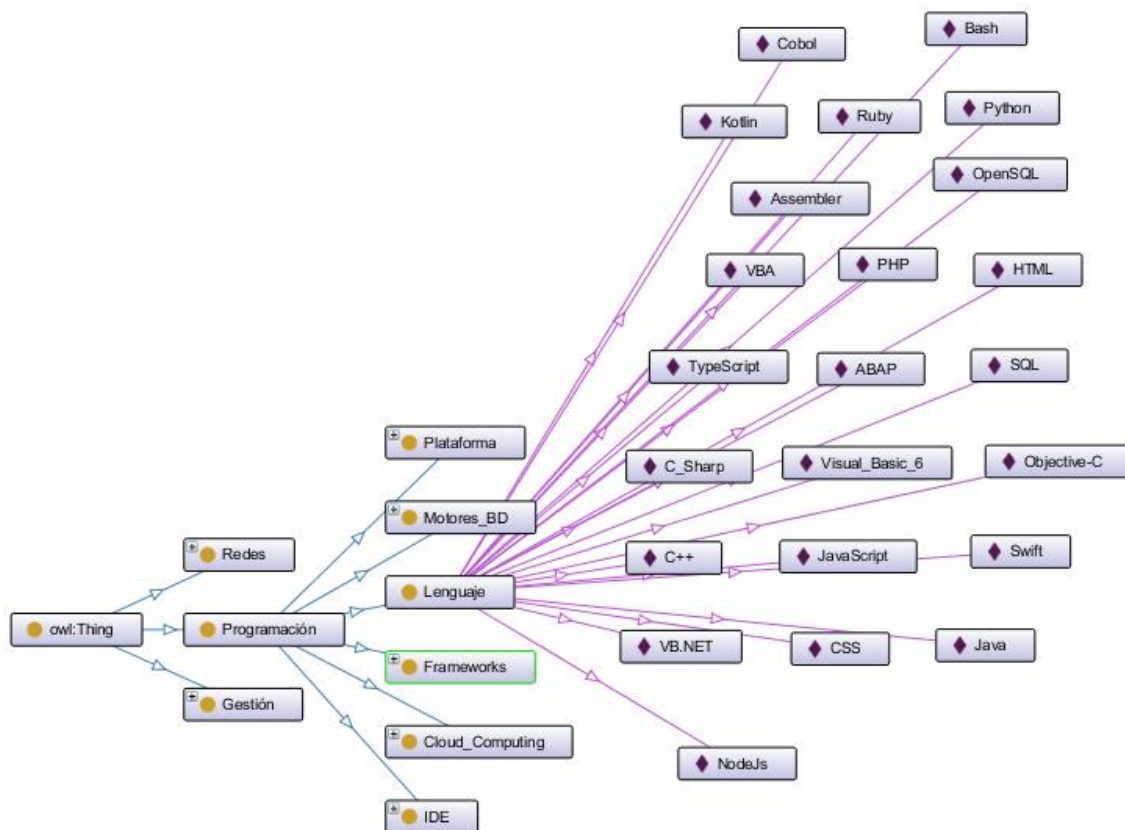 Bash
Cobol
Python
Kotlin
Ruby
OpenSQL
Assembler
VBA
PHP
HTML
TypeScript
ABAP
SQL
Plataforma
C_Sharp
Visual_Basic_6
Objective-C
Motores_BD
Redes
C++
JavaScript
Swift
Lenguaje
owl:Thing
Programación
VB.NET
CSS
Java
Frameworks
Gestión
Cloud_Computing
NodeJs
IDE